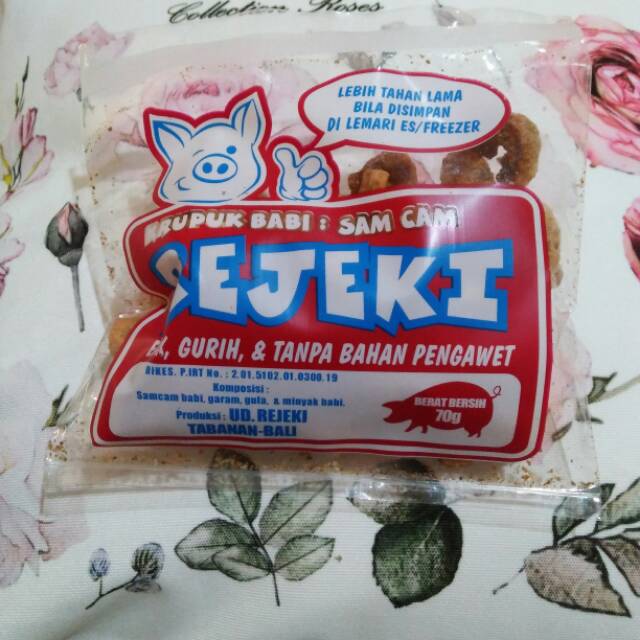 Collection Roses
LEBIH TAHAN LAMA
BILA DISIMPAN
DI LEMARI ES/FREEZER
KRUPUK BABI : SAM CAM
REJEKI
GURIH, & TANPA BAHAN PENGAWET
DIKES. P.IRT No. : 2.01.5102.01.0300.19
Komposisi :
Samcam babi, garam, gula, & minyak babi.
Produksi : UD. REJEKI
TABANAN-BALI
BERAT BERSIH
70g